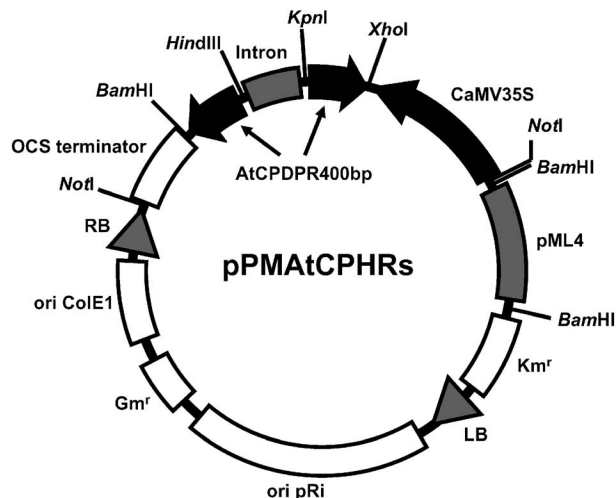 KpnI
HindIII
Intron
XhoI
BamHI
CaMV35S
OCS terminator
NotI
AtCPDPR400bp
BamHI
NotI
RB
pML4
pPMAtCPHRs
ori ColE1
BamHI
Kmʳ
Gmʳ
LB
ori pRi